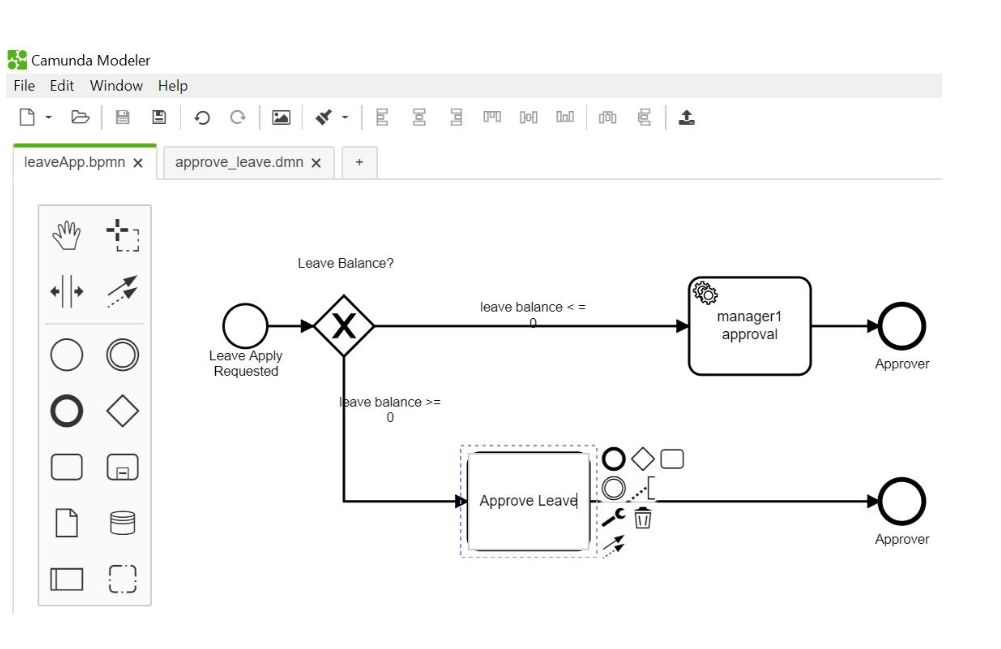 Camunda Modeler
File Edit Window Help
leaveApp.bpmn × approve_leave.dmn × +
Leave Balance?
leave balance < =
0
manager1
approval
Leave Apply
Requested
Approver
leave balance >=
0
Approve Leave
Approver